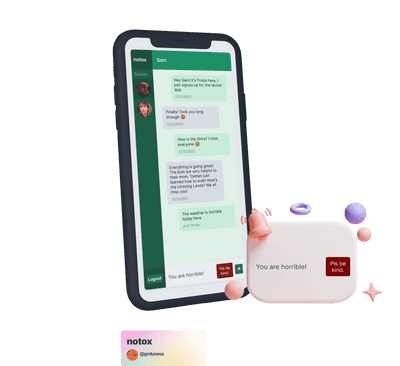 notox
Sam
Search
Hey Sam! It's Frodo here. I
just signed up for the laotot
app.
Finally! Took you long
enough 😡
How is the Shire? I miss
everyone 🥺
Everything is going great!
The kids are very helpful to
their mom. Tolman just
learned how to walk! How's
the Undying Lands? We all
miss you!
The weather is horrible
today here.
Logout
You are horrible!
Pls be
kind.
You are horrible!
Pls be
kind.
notox